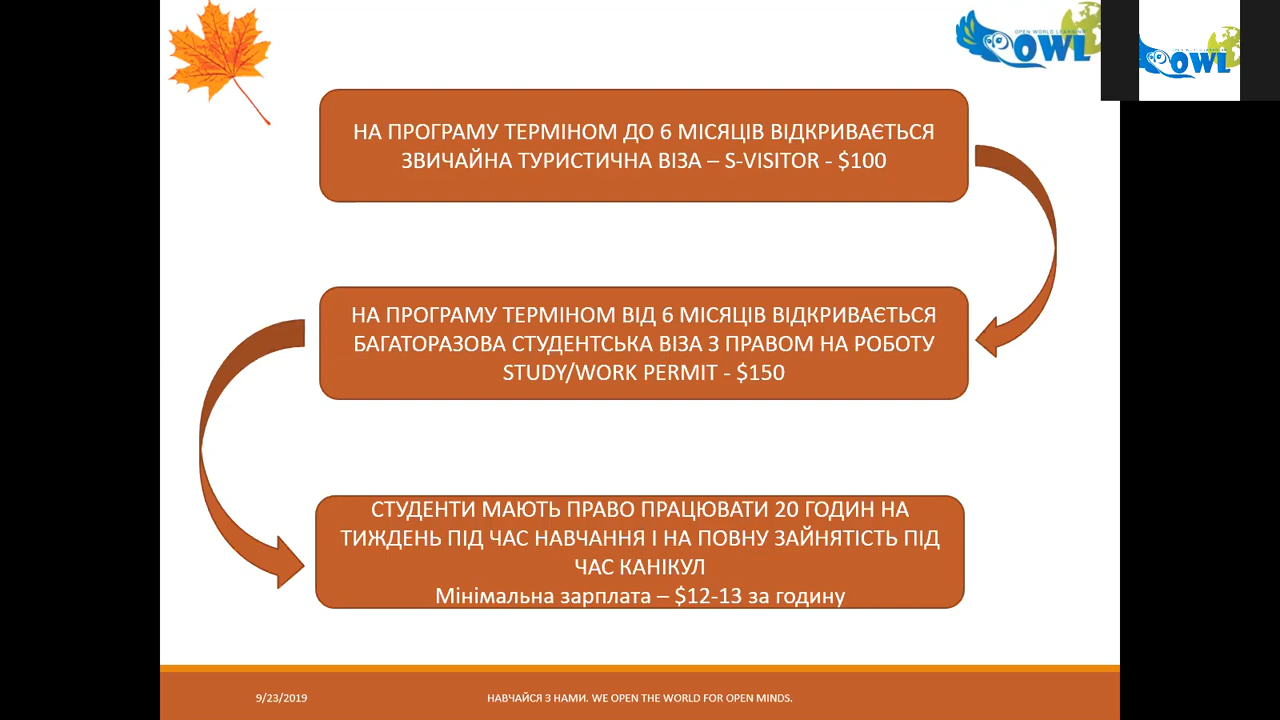 OPEN WORLD LEARNING
OWL
OWL
НА ПРОГРАМУ ТЕРМІНОМ ДО 6 МІСЯЦІВ ВІДКРИВАЄТЬСЯ
ЗВИЧАЙНА ТУРИСТИЧНА ВІЗА – S-VISITOR - $100
НА ПРОГРАМУ ТЕРМІНОМ ВІД 6 МІСЯЦІВ ВІДКРИВАЄТЬСЯ
БАГАТОРАЗОВА СТУДЕНТСЬКА ВІЗА З ПРАВОМ НА РОБОТУ
STUDY/WORK PERMIT - $150
СТУДЕНТИ МАЮТЬ ПРАВО ПРАЦЮВАТИ 20 ГОДИН НА
ТИЖДЕНЬ ПІД ЧАС НАВЧАННЯ І НА ПОВНУ ЗАЙНЯТІСТЬ ПІД
ЧАС КАНІКУЛ
Мінімальна зарплата – $12-13 за годину
9/23/2019
НАВЧАЙСЯ З НАМИ. WE OPEN THE WORLD FOR OPEN MINDS.